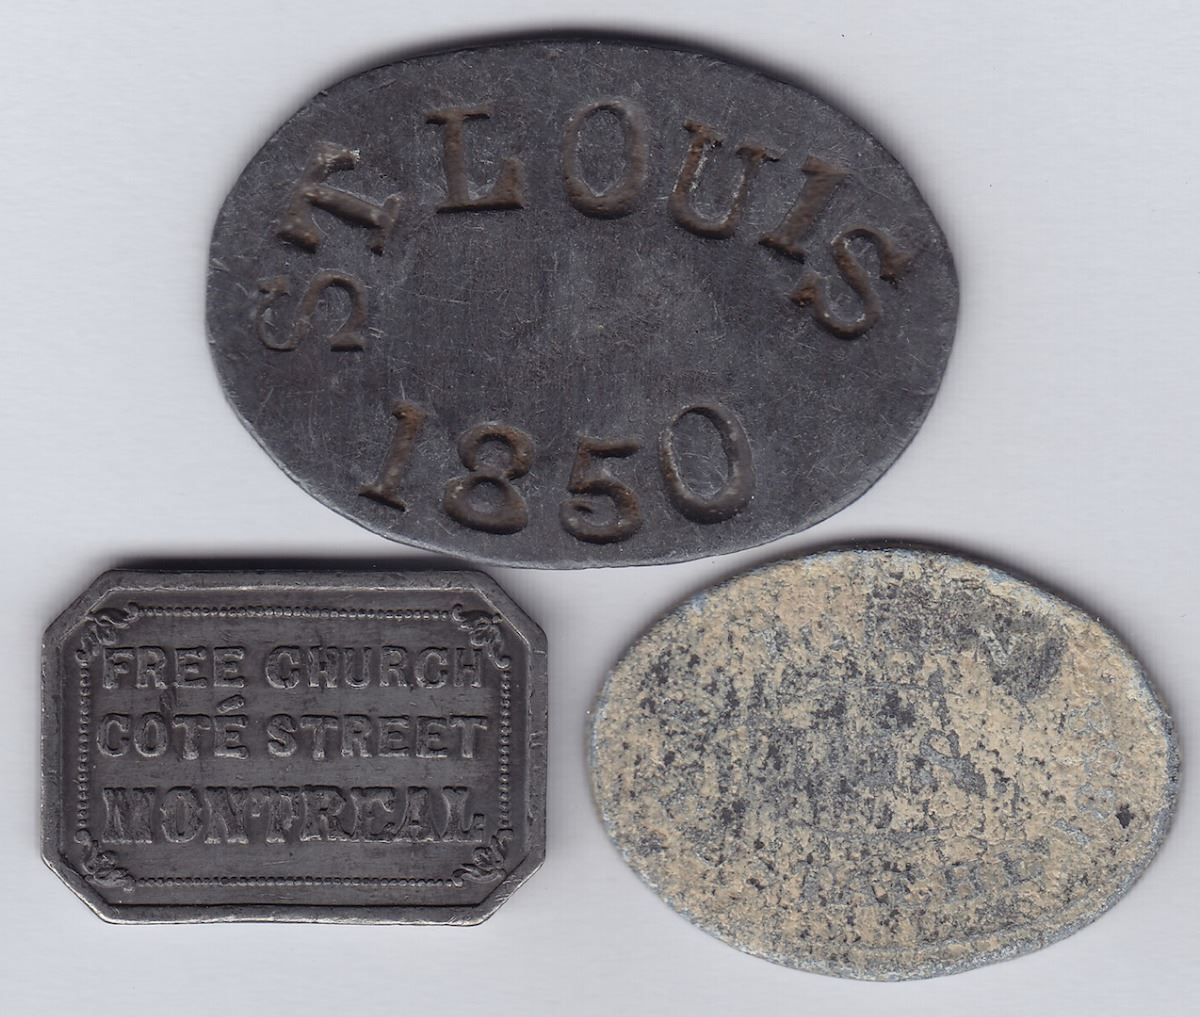 ST LOUIS
1850
FREE CHURCH
COTÉ STREET
MONTREAL